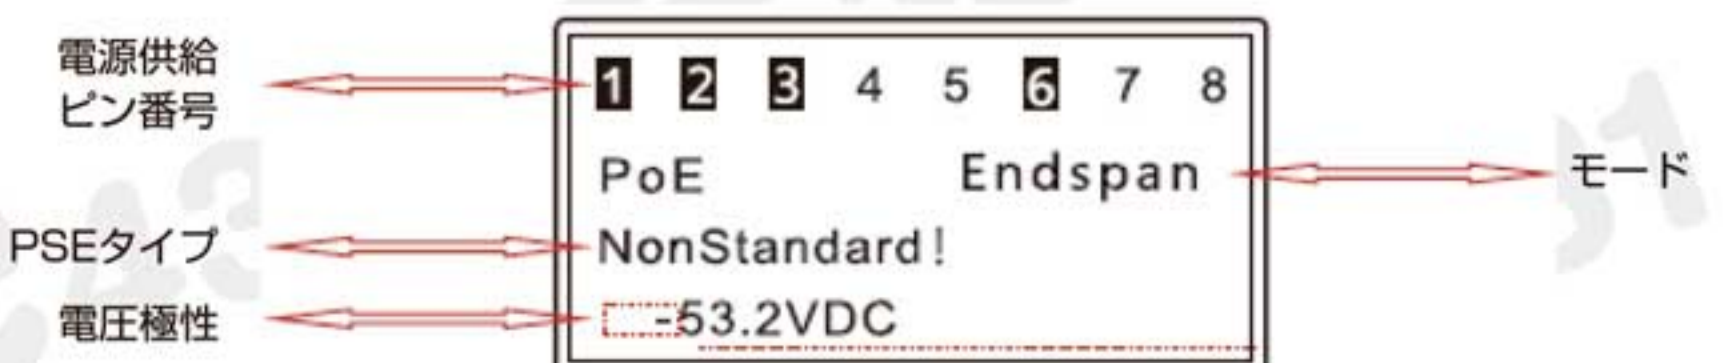 電源供給
ピン番号
1 2 3 4 5 6 7 8
PoE Endspan
モード
PSEタイプ
NonStandard!
電圧極性
-53.2VDC